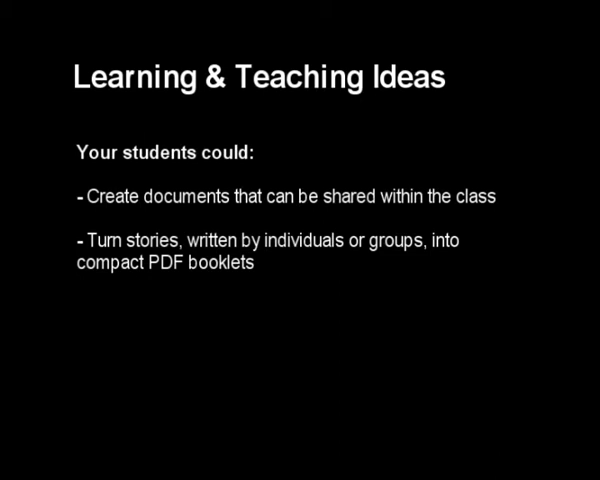 Learning & Teaching Ideas
Your students could:
- Create documents that can be shared within the class
- Turn stories, written by individuals or groups, into
compact PDF booklets